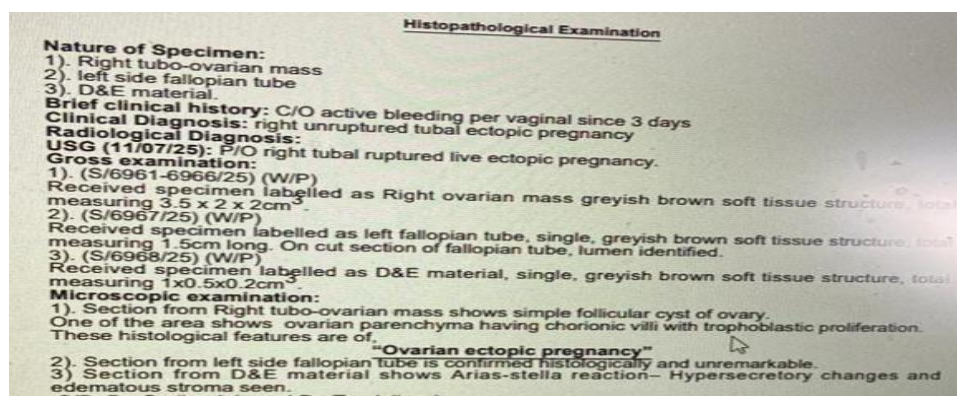 Histopathological Examination
Nature of Specimen:
1). Right tubo-ovarian mass
2). left side fallopian tube
3). D&E material.
Brief clinical history: C/O active bleeding per vaginal since 3 days
Clinical Diagnosis: right unruptured tubal ectopic pregnancy
Radiological Diagnosis:
USG (11/07/25): P/O right tubal ruptured live ectopic pregnancy.
Gross examination:
1). (S/6961-6966/25) (W/P)
Received specimen labelled as Right ovarian mass greyish brown soft tissue structure, total
measuring 3.5 x 2 x 2cm³.
2). (S/6967/25) (W/P)
Received specimen labelled as left fallopian tube, single, greyish brown soft tissue structure, total
measuring 1.5cm long. On cut section of fallopian tube, lumen identified.
3). (S/6968/25) (W/P)
Received specimen labelled as D&E material, single, greyish brown soft tissue structure, total
measuring 1x0.5x0.2cm³.
Microscopic examination:
1). Section from Right tubo-ovarian mass shows simple follicular cyst of ovary.
One of the area shows ovarian parenchyma having chorionic villi with trophoblastic proliferation.
These histological features are of,
"Ovarian ectopic pregnancy"
2). Section from left side fallopian tube is confirmed histologically and unremarkable.
3) Section from D&E material shows Arias-stella reaction– Hypersecretory changes and
edematous stroma seen.